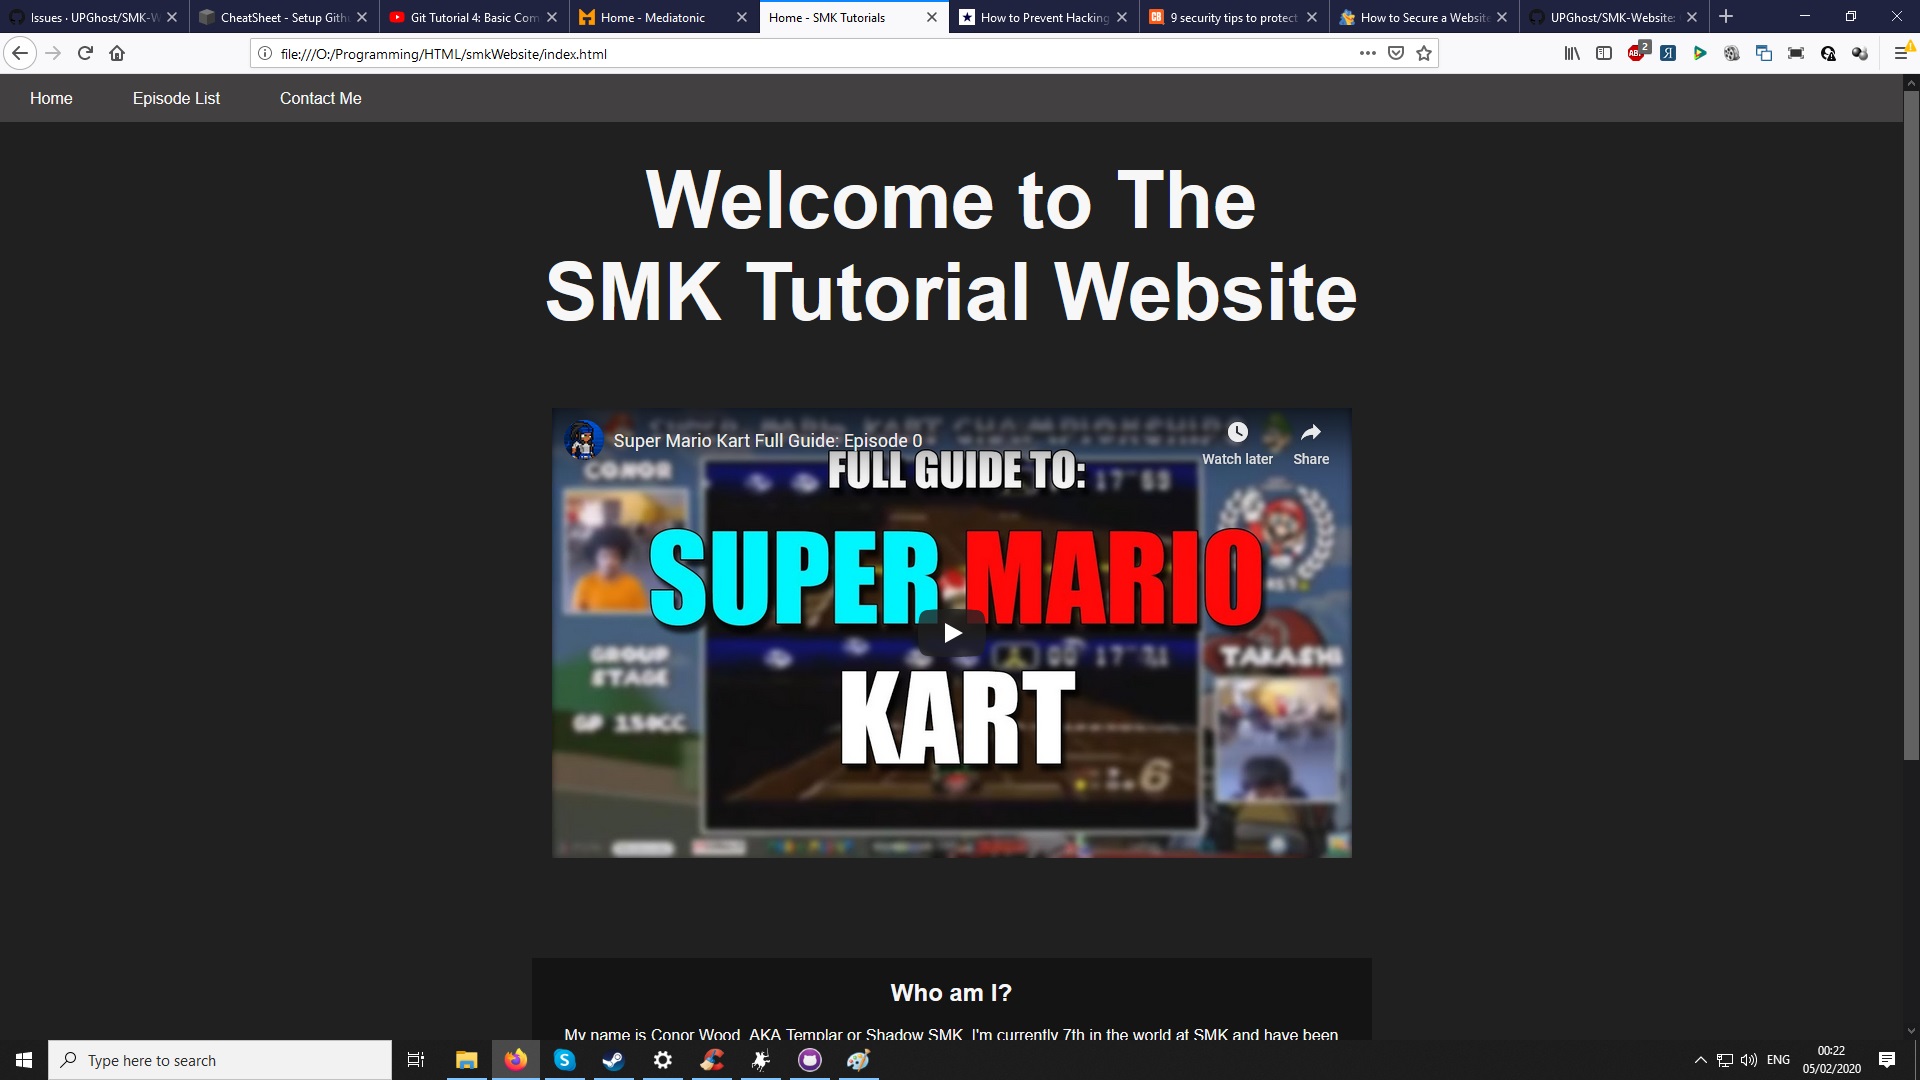 Issues · UPGhost/SMK-W
CheatSheet - Setup Gith
Git Tutorial 4: Basic Com
Home - Mediatonic
Home - SMK Tutorials
How to Prevent Hacking
9 security tips to protect
How to Secure a Website
UPGhost/SMK-Website:
file:///O:/Programming/HTML/smkWebsite/index.html
2
Home
Episode List
Contact Me
Welcome to The
SMK Tutorial Website
Super Mario Kart Full Guide: Episode 0
Watch later
Share
CONOR
FULL GUIDE TO:
17"
SUPER MARIO
GROUP
STAGE
00 17"
TAKASHI
KART
GP 150CC
6
Who am I?
My name is Conor Wood, AKA Templar or Shadow SMK. I'm currently 7th in the world at SMK and have been
Type here to search
ENG
00:22
05/02/2020